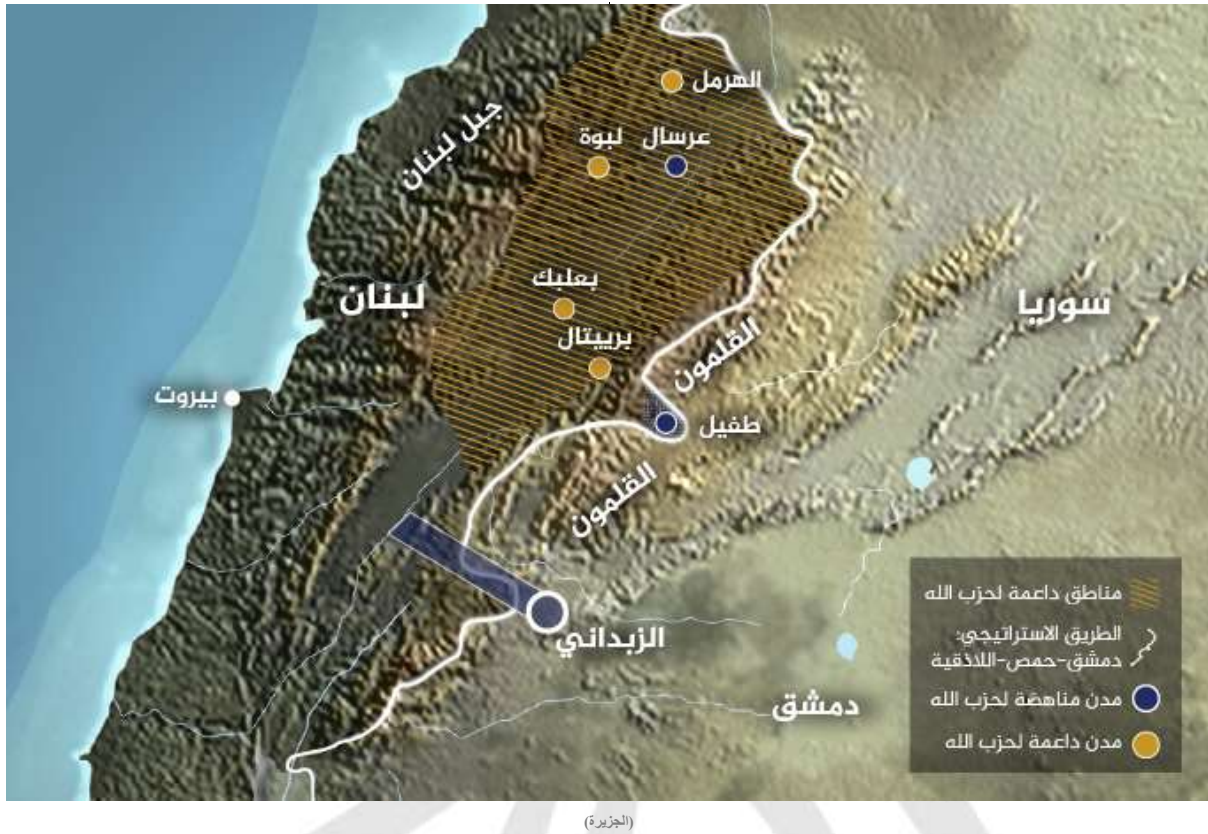 الهرمل
جبل لبنان
لبوة
عرسال
بعلبك
لبنان
سوريا
بريبتال
القلمون
بيروت
طفيل
القلمون
الزبداني
دمشق
مناطق داعمة لحزب الله
الطريق الاستراتيجي:
دمشق-حمص-اللاذقية
مدن مناهضة لحزب الله
مدن داعمة لحزب الله
(الجزيرة)